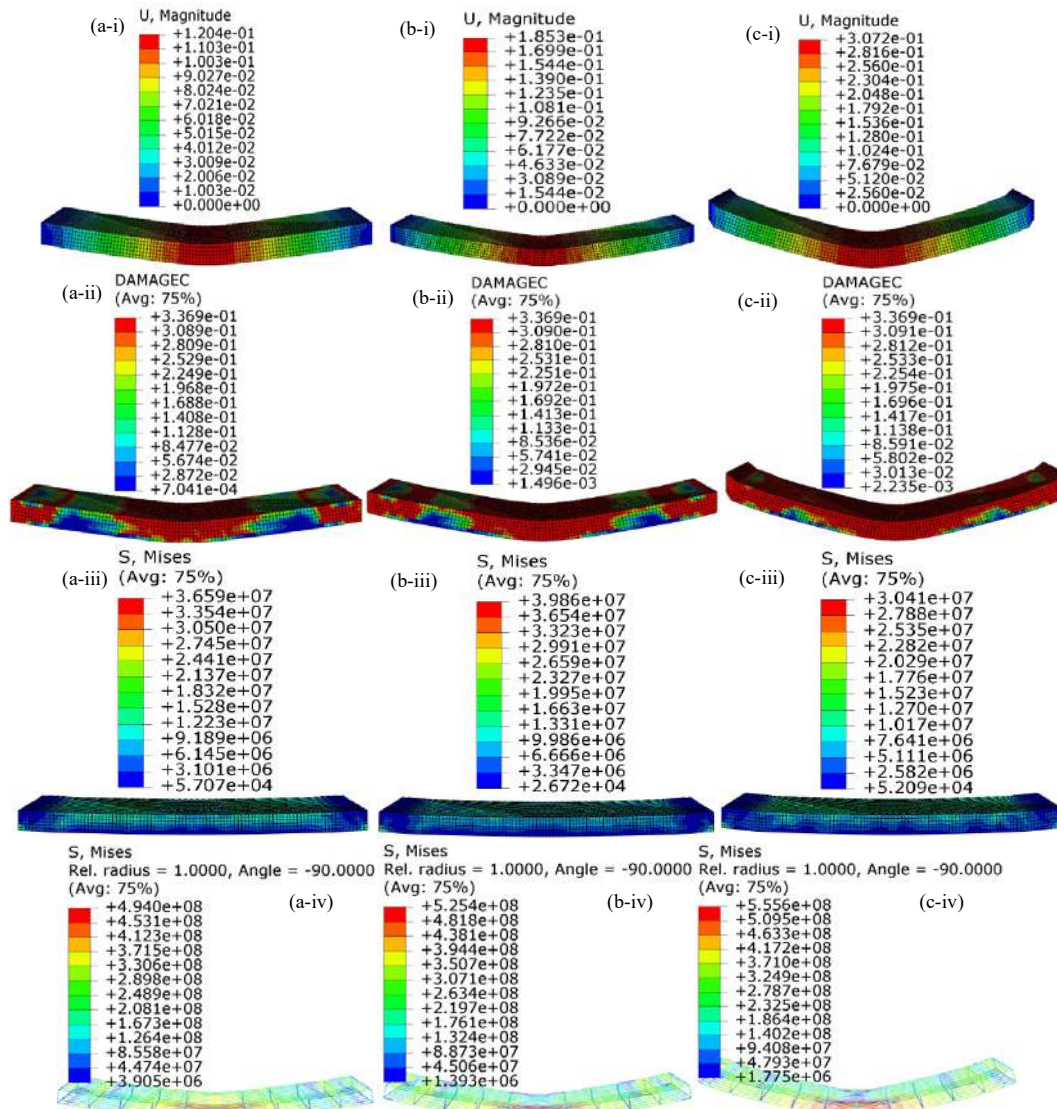 (a-i)
U, Magnitude
+1.204e-01
+1.103e-01
+1.003e-01
+9.027e-02
+8.024e-02
+7.021e-02
+6.018e-02
+5.015e-02
+4.012e-02
+3.009e-02
+2.006e-02
+1.003e-02
+0.000e+00
(b-i)
U, Magnitude
+1.853e-01
+1.699e-01
+1.544e-01
+1.390e-01
+1.235e-01
+1.081e-01
+9.266e-02
+7.722e-02
+6.177e-02
+4.633e-02
+3.089e-02
+1.544e-02
+0.000e+00
(c-i)
U, Magnitude
+3.072e-01
+2.816e-01
+2.560e-01
+2.304e-01
+2.048e-01
+1.792e-01
+1.536e-01
+1.280e-01
+1.024e-01
+7.679e-02
+5.120e-02
+2.560e-02
+0.000e+00
(a-ii)
DAMAGEC
(Avg: 75%)
+3.369e-01
+3.089e-01
+2.809e-01
+2.529e-01
+2.249e-01
+1.968e-01
+1.688e-01
+1.408e-01
+1.128e-01
+8.477e-02
+5.674e-02
+2.872e-02
+7.041e-04
(b-ii)
DAMAGEC
(Avg: 75%)
+3.369e-01
+3.090e-01
+2.810e-01
+2.531e-01
+2.251e-01
+1.972e-01
+1.692e-01
+1.413e-01
+1.133e-01
+8.536e-02
+5.741e-02
+2.945e-02
+1.496e-03
(c-ii)
DAMAGEC
(Avg: 75%)
+3.369e-01
+3.091e-01
+2.812e-01
+2.533e-01
+2.254e-01
+1.975e-01
+1.696e-01
+1.417e-01
+1.138e-01
+8.591e-02
+5.802e-02
+3.013e-02
+2.235e-03
(a-iii)
S, Mises
(Avg: 75%)
+3.659e+07
+3.354e+07
+3.050e+07
+2.745e+07
+2.441e+07
+2.137e+07
+1.832e+07
+1.528e+07
+1.223e+07
+9.189e+06
+6.145e+06
+3.101e+06
+5.707e+04
(b-iii)
S, Mises
(Avg: 75%)
+3.986e+07
+3.654e+07
+3.323e+07
+2.991e+07
+2.659e+07
+2.327e+07
+1.995e+07
+1.663e+07
+1.331e+07
+9.986e+06
+6.666e+06
+3.347e+06
+2.672e+04
(c-iii)
S, Mises
(Avg: 75%)
+3.041e+07
+2.788e+07
+2.535e+07
+2.282e+07
+2.029e+07
+1.776e+07
+1.523e+07
+1.270e+07
+1.017e+07
+7.641e+06
+5.111e+06
+2.582e+06
+5.209e+04
S, Mises
Rel. radius = 1.0000, Angle = -90.0000
(Avg: 75%)
(a-iv)
+4.940e+08
+4.531e+08
+4.123e+08
+3.715e+08
+3.306e+08
+2.898e+08
+2.489e+08
+2.081e+08
+1.673e+08
+1.264e+08
+8.558e+07
+4.474e+07
+3.905e+06
S, Mises
Rel. radius = 1.0000, Angle = -90.0000
(Avg: 75%)
(b-iv)
+5.254e+08
+4.818e+08
+4.381e+08
+3.944e+08
+3.507e+08
+3.071e+08
+2.634e+08
+2.197e+08
+1.761e+08
+1.324e+08
+8.873e+07
+4.506e+07
+1.393e+06
S, Mises
Rel. radius = 1.0000, Angle = -90.0000
(Avg: 75%)
(c-iv)
+5.556e+08
+5.095e+08
+4.633e+08
+4.172e+08
+3.710e+08
+3.249e+08
+2.787e+08
+2.325e+08
+1.864e+08
+1.402e+08
+9.408e+07
+4.793e+07
+1.775e+06